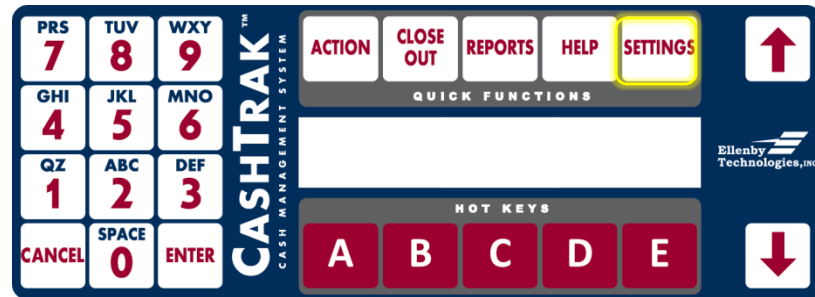 PRS
7
TUV
8
WXY
9
GHI
4
JKL
5
MNO
6
QZ
1
ABC
2
DEF
3
CANCEL
SPACE
0
ENTER
CASHTRAK™
CASH MANAGEMENT SYSTEM
ACTION
CLOSE
OUT
REPORTS
HELP
SETTINGS
QUICK FUNCTIONS
HOT KEYS
A
B
C
D
E
Ellenby
Technologies, INC